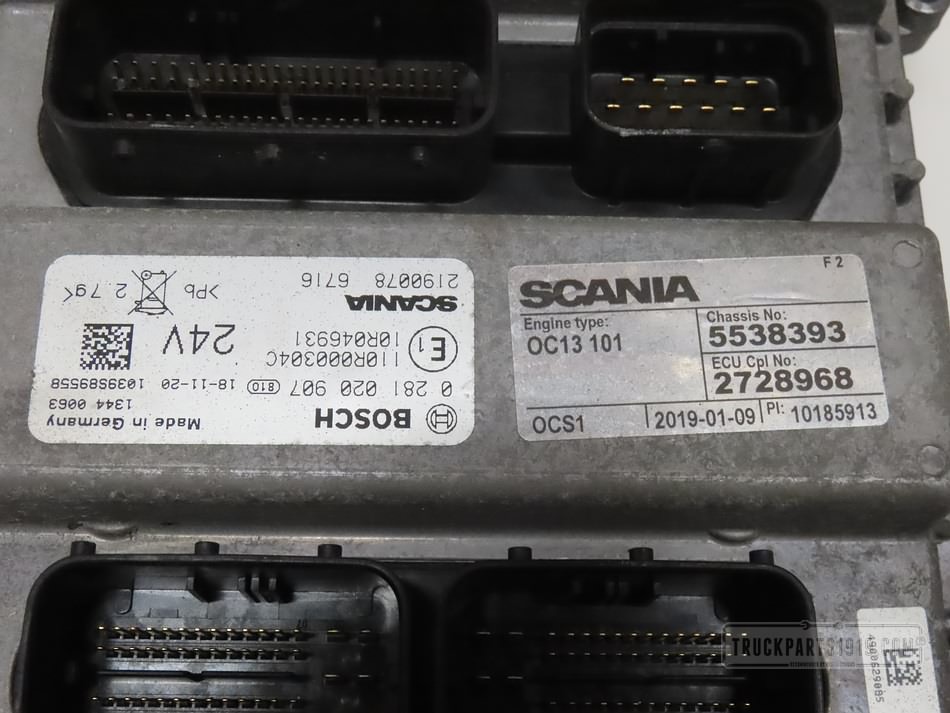 BOSCH
0 281 020 907 810 18-11-20 1039S89558
Made in Germany
1344 0063
E1
110R000304C
10R046931
24V
SCANIA
2190078 6716
>Pb 2.7g<
F 2
SCANIA
Engine type:
OC13 101
Chassis No:
5538393
ECU Cpl No:
2728968
OCS1
2019-01-09
PI: 10185913
TRUCKPARTS1919.COM